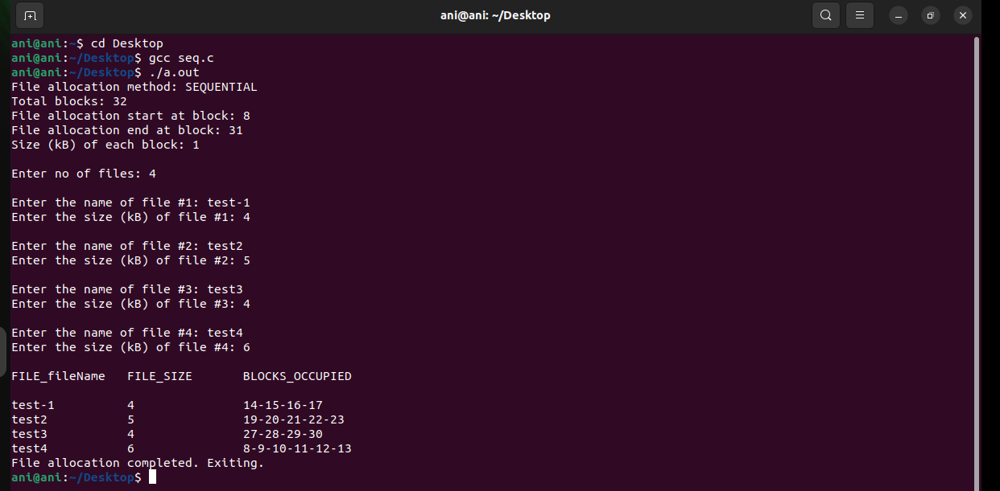 ani@ani: ~/Desktop
ani@ani:~$ cd Desktop
ani@ani:~/Desktop$ gcc seq.c
ani@ani:~/Desktop$ ./a.out
File allocation method: SEQUENTIAL
Total blocks: 32
File allocation start at block: 8
File allocation end at block: 31
Size (kB) of each block: 1
Enter no of files: 4
Enter the name of file #1: test-1
Enter the size (kB) of file #1: 4
Enter the name of file #2: test2
Enter the size (kB) of file #2: 5
Enter the name of file #3: test3
Enter the size (kB) of file #3: 4
Enter the name of file #4: test4
Enter the size (kB) of file #4: 6
FILE_fileName   FILE_SIZE       BLOCKS_OCCUPIED
test-1          4               14-15-16-17
test2           5               19-20-21-22-23
test3           4               27-28-29-30
test4           6               8-9-10-11-12-13
File allocation completed. Exiting.
ani@ani:~/Desktop$